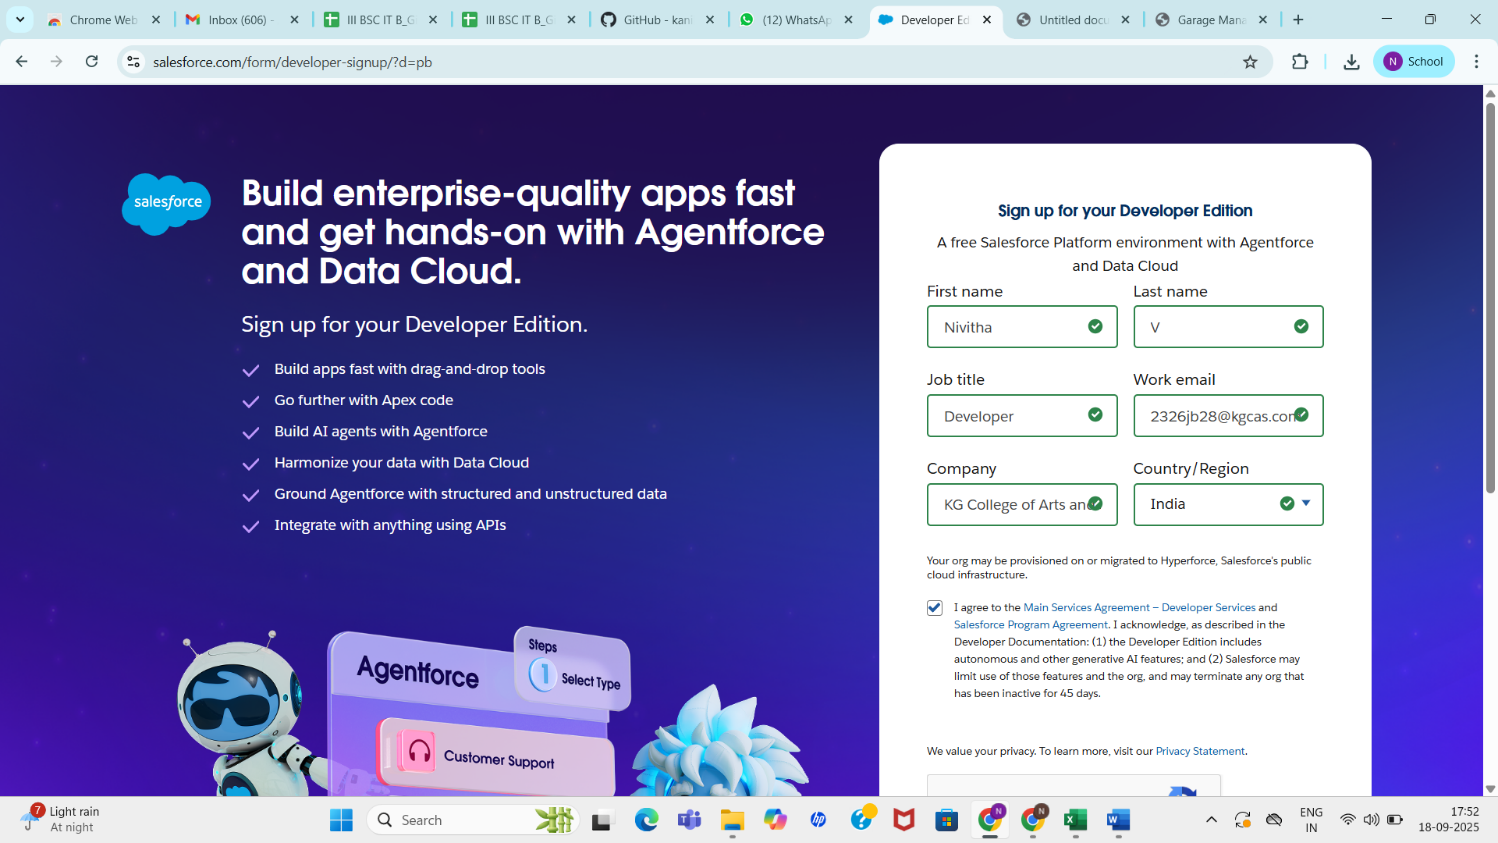 Chrome Web
Inbox (606) -
III BSC IT B_G
III BSC IT B_G
GitHub - kan
(12) WhatsAp
Developer Ed
Untitled docu
Garage Mana
salesforce.com/form/developer-signup/?d=pb
N School
salesforce
Build enterprise-quality apps fast
and get hands-on with Agentforce
and Data Cloud.
Sign up for your Developer Edition.
Build apps fast with drag-and-drop tools
Go further with Apex code
Build AI agents with Agentforce
Harmonize your data with Data Cloud
Ground Agentforce with structured and unstructured data
Integrate with anything using APIs
Agentforce
Steps
1 Select Type
Customer Support
Sign up for your Developer Edition
A free Salesforce Platform environment with Agentforce
and Data Cloud
First name Last name
Nivitha V
Job title Work email
Developer 2326jb28@kgcas.com
Company Country/Region
KG College of Arts an India
Your org may be provisioned on or migrated to Hyperforce, Salesforce's public
cloud infrastructure.
I agree to the Main Services Agreement – Developer Services and
Salesforce Program Agreement. I acknowledge, as described in the
Developer Documentation: (1) the Developer Edition includes
autonomous and other generative AI features; and (2) Salesforce may
limit use of those features and the org, and may terminate any org that
has been inactive for 45 days.
We value your privacy. To learn more, visit our Privacy Statement.
7
Light rain
At night
Search
hp
N
N
ENG
IN
17:52
18-09-2025